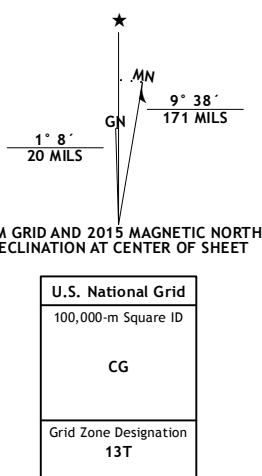 ★
MN
GN
9° 38´
171 MILS
1° 8´
20 MILS
M GRID AND 2015 MAGNETIC NORTH
ECLINATION AT CENTER OF SHEET
U.S. National Grid
100,000-m Square ID
CG
Grid Zone Designation
13T